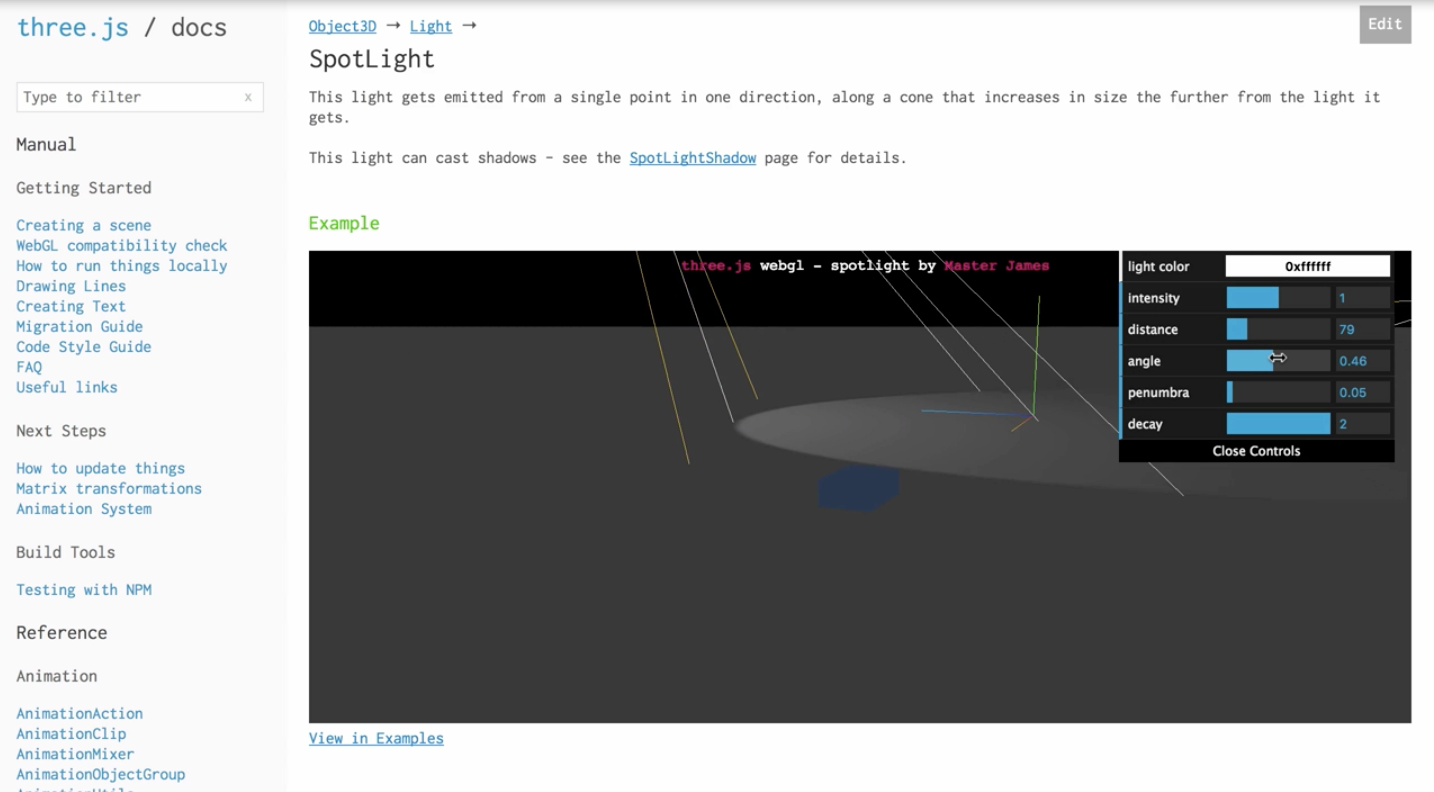 three.js / docs
Type to filter
x
Manual
Getting Started
Creating a scene
WebGL compatibility check
How to run things locally
Drawing Lines
Creating Text
Migration Guide
Code Style Guide
FAQ
Useful links
Next Steps
How to update things
Matrix transformations
Animation System
Build Tools
Testing with NPM
Reference
Animation
AnimationAction
AnimationClip
AnimationMixer
AnimationObjectGroup
Object3D → Light →
Edit
SpotLight
This light gets emitted from a single point in one direction, along a cone that increases in size the further from the light it
gets.
This light can cast shadows - see the SpotLightShadow page for details.
Example
three.js webgl - spotlight by Master James
light color 0xffffff
intensity 1
distance 79
angle 0.46
penumbra 0.05
decay 2
Close Controls
View in Examples